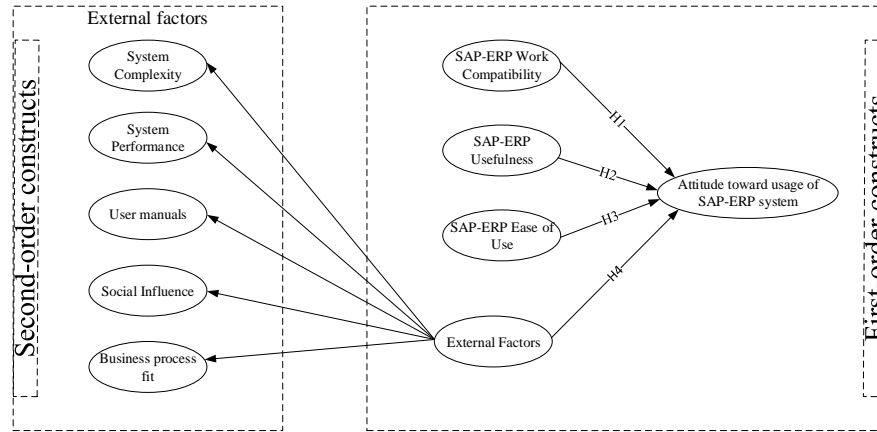 External factors
Second-order constructs
System
Complexity
System
Performance
User manuals
Social Influence
Business process
fit
SAP-ERP Work
Compatibility
SAP-ERP
Usefulness
SAP-ERP Ease of
Use
External Factors
H1
H2
H3
H4
Attitude toward usage of
SAP-ERP system
First-order constructs